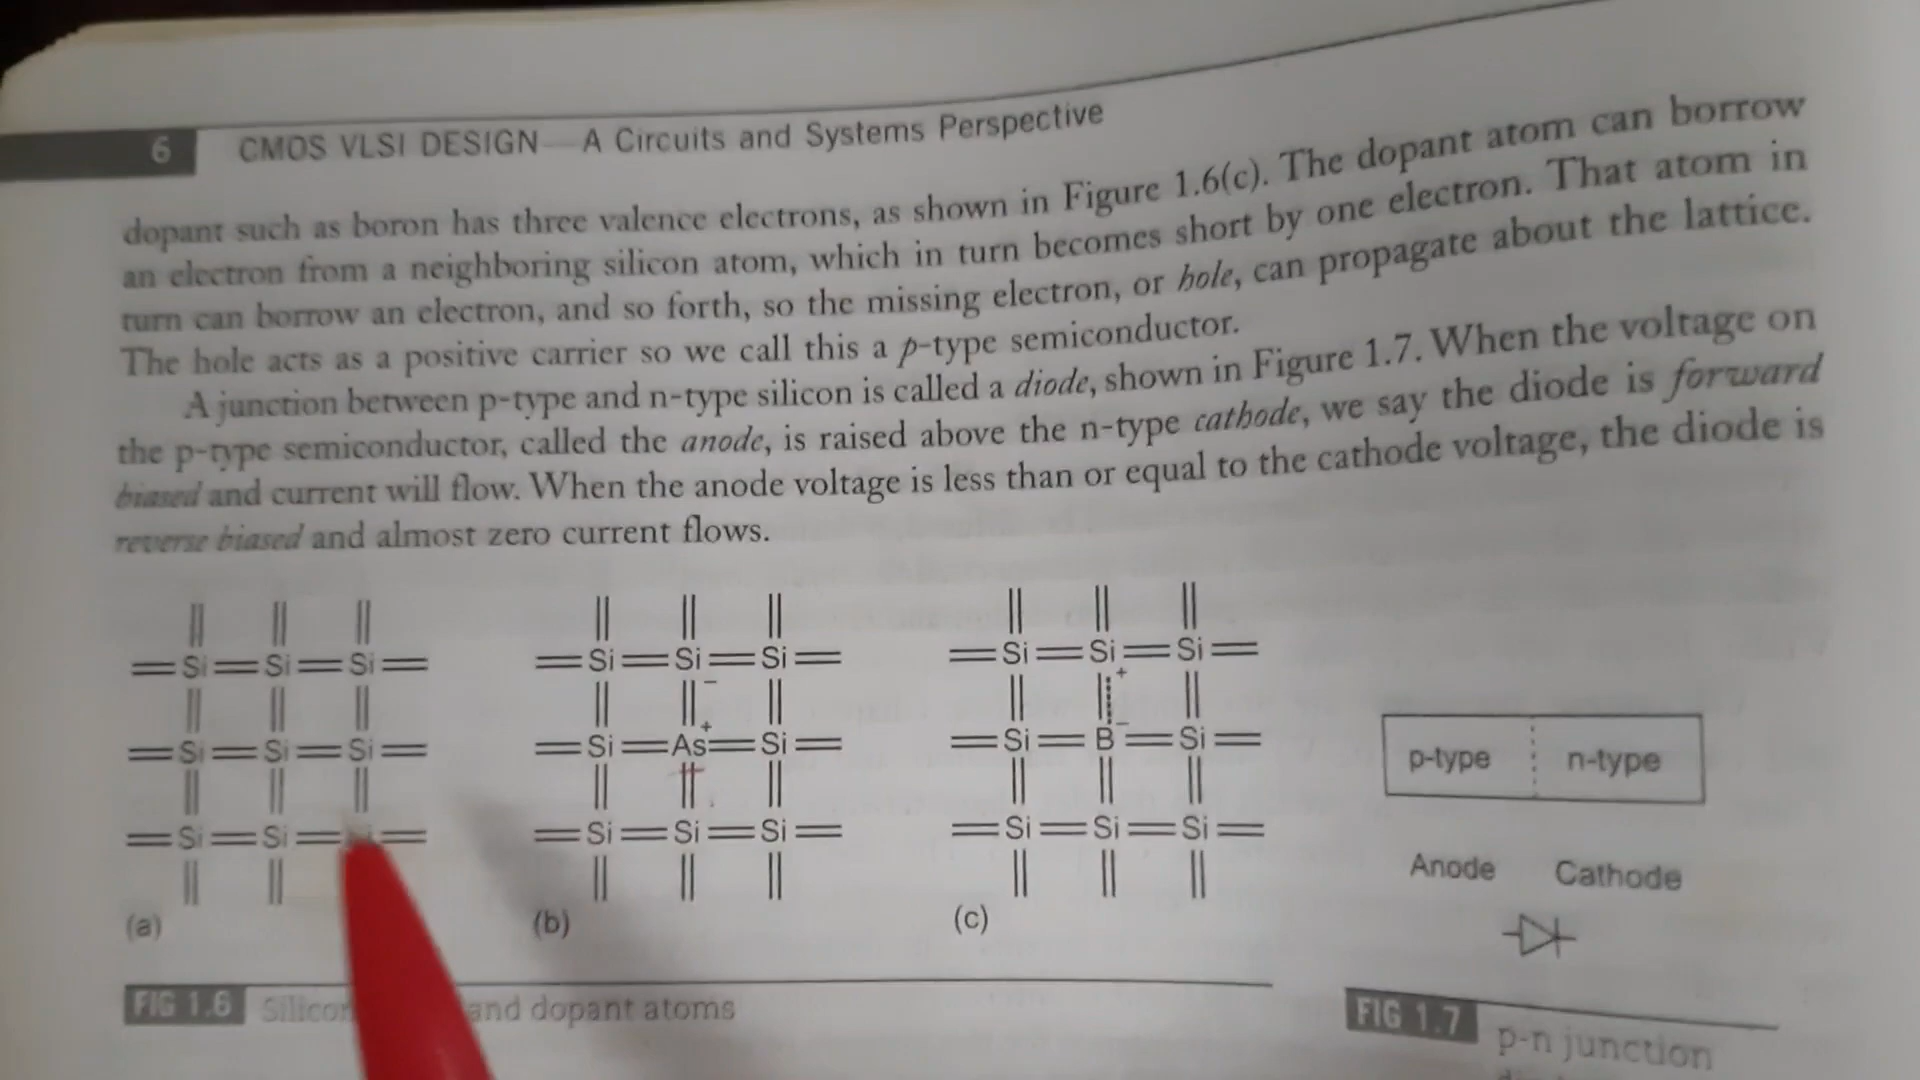 6 CMOS VLSI DESIGN A Circuits and Systems Perspective
dopant such as boron has three valence electrons, as shown in Figure 1.6(c). The dopant atom can borrow
an electron from a neighboring silicon atom, which in turn becomes short by one electron. That atom in
turn can borrow an electron, and so forth, so the missing electron, or hole, can propagate about the lattice.
The hole acts as a positive carrier so we call this a p-type semiconductor.
A junction between p-type and n-type silicon is called a diode, shown in Figure 1.7. When the voltage on
the p-type semiconductor, called the anode, is raised above the n-type cathode, we say the diode is forward
biased and current will flow. When the anode voltage is less than or equal to the cathode voltage, the diode is
reverse biased and almost zero current flows.
Si Si Si
Si Si Si
Si Si
(a)
Si Si Si
- +
Si As Si
Si Si Si
(b)
Si Si Si
+ -
Si B Si
Si Si Si
(c)
FIG 1.6 Silicon and dopant atoms
p-type n-type
Anode Cathode
FIG 1.7 p-n junction